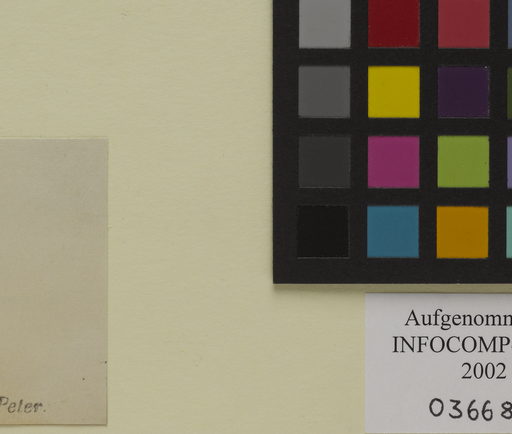 Peter.
Aufgenomm
INFOCOMP
2002
03668